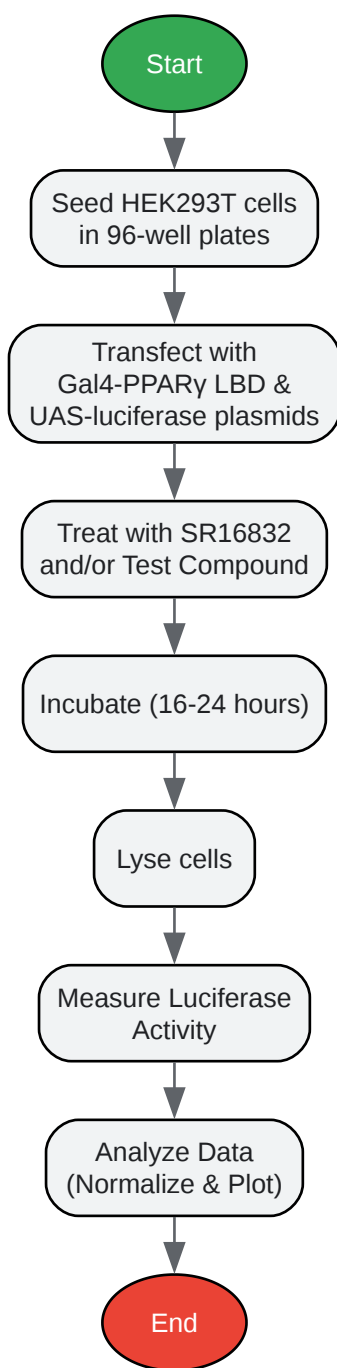 Start
Seed HEK293T cells
in 96-well plates
Transfect with
Gal4-PPARγ LBD &
UAS-luciferase plasmids
Treat with SR16832
and/or Test Compound
Incubate (16-24 hours)
Lyse cells
Measure Luciferase
Activity
Analyze Data
(Normalize & Plot)
End